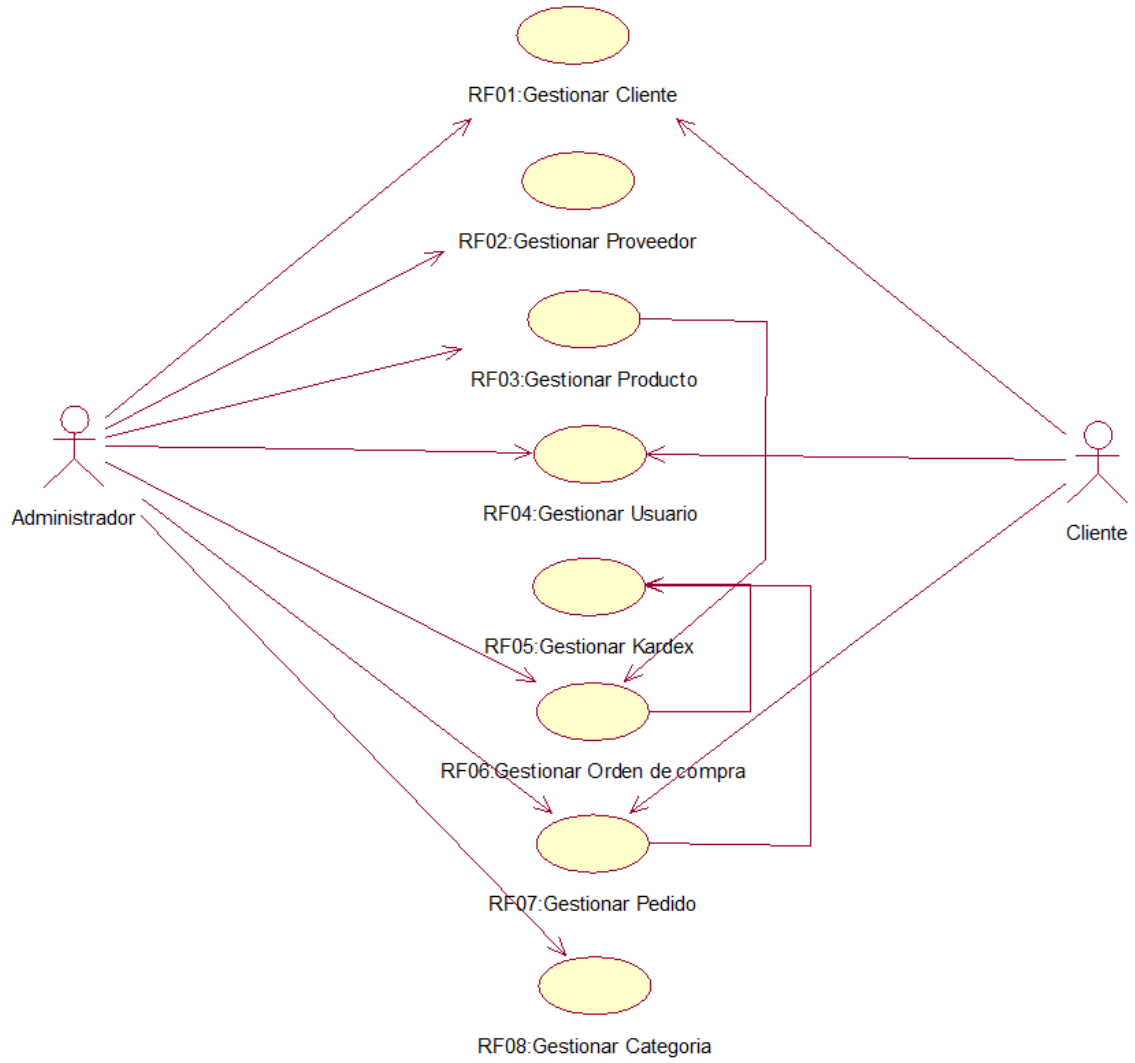 RF01:Gestionar Cliente
RF02:Gestionar Proveedor
RF03:Gestionar Producto
Administrador
RF04:Gestionar Usuario
Cliente
RF05:Gestionar Kardex
RF06:Gestionar Orden de compra
RF07:Gestionar Pedido
RF08:Gestionar Categoria